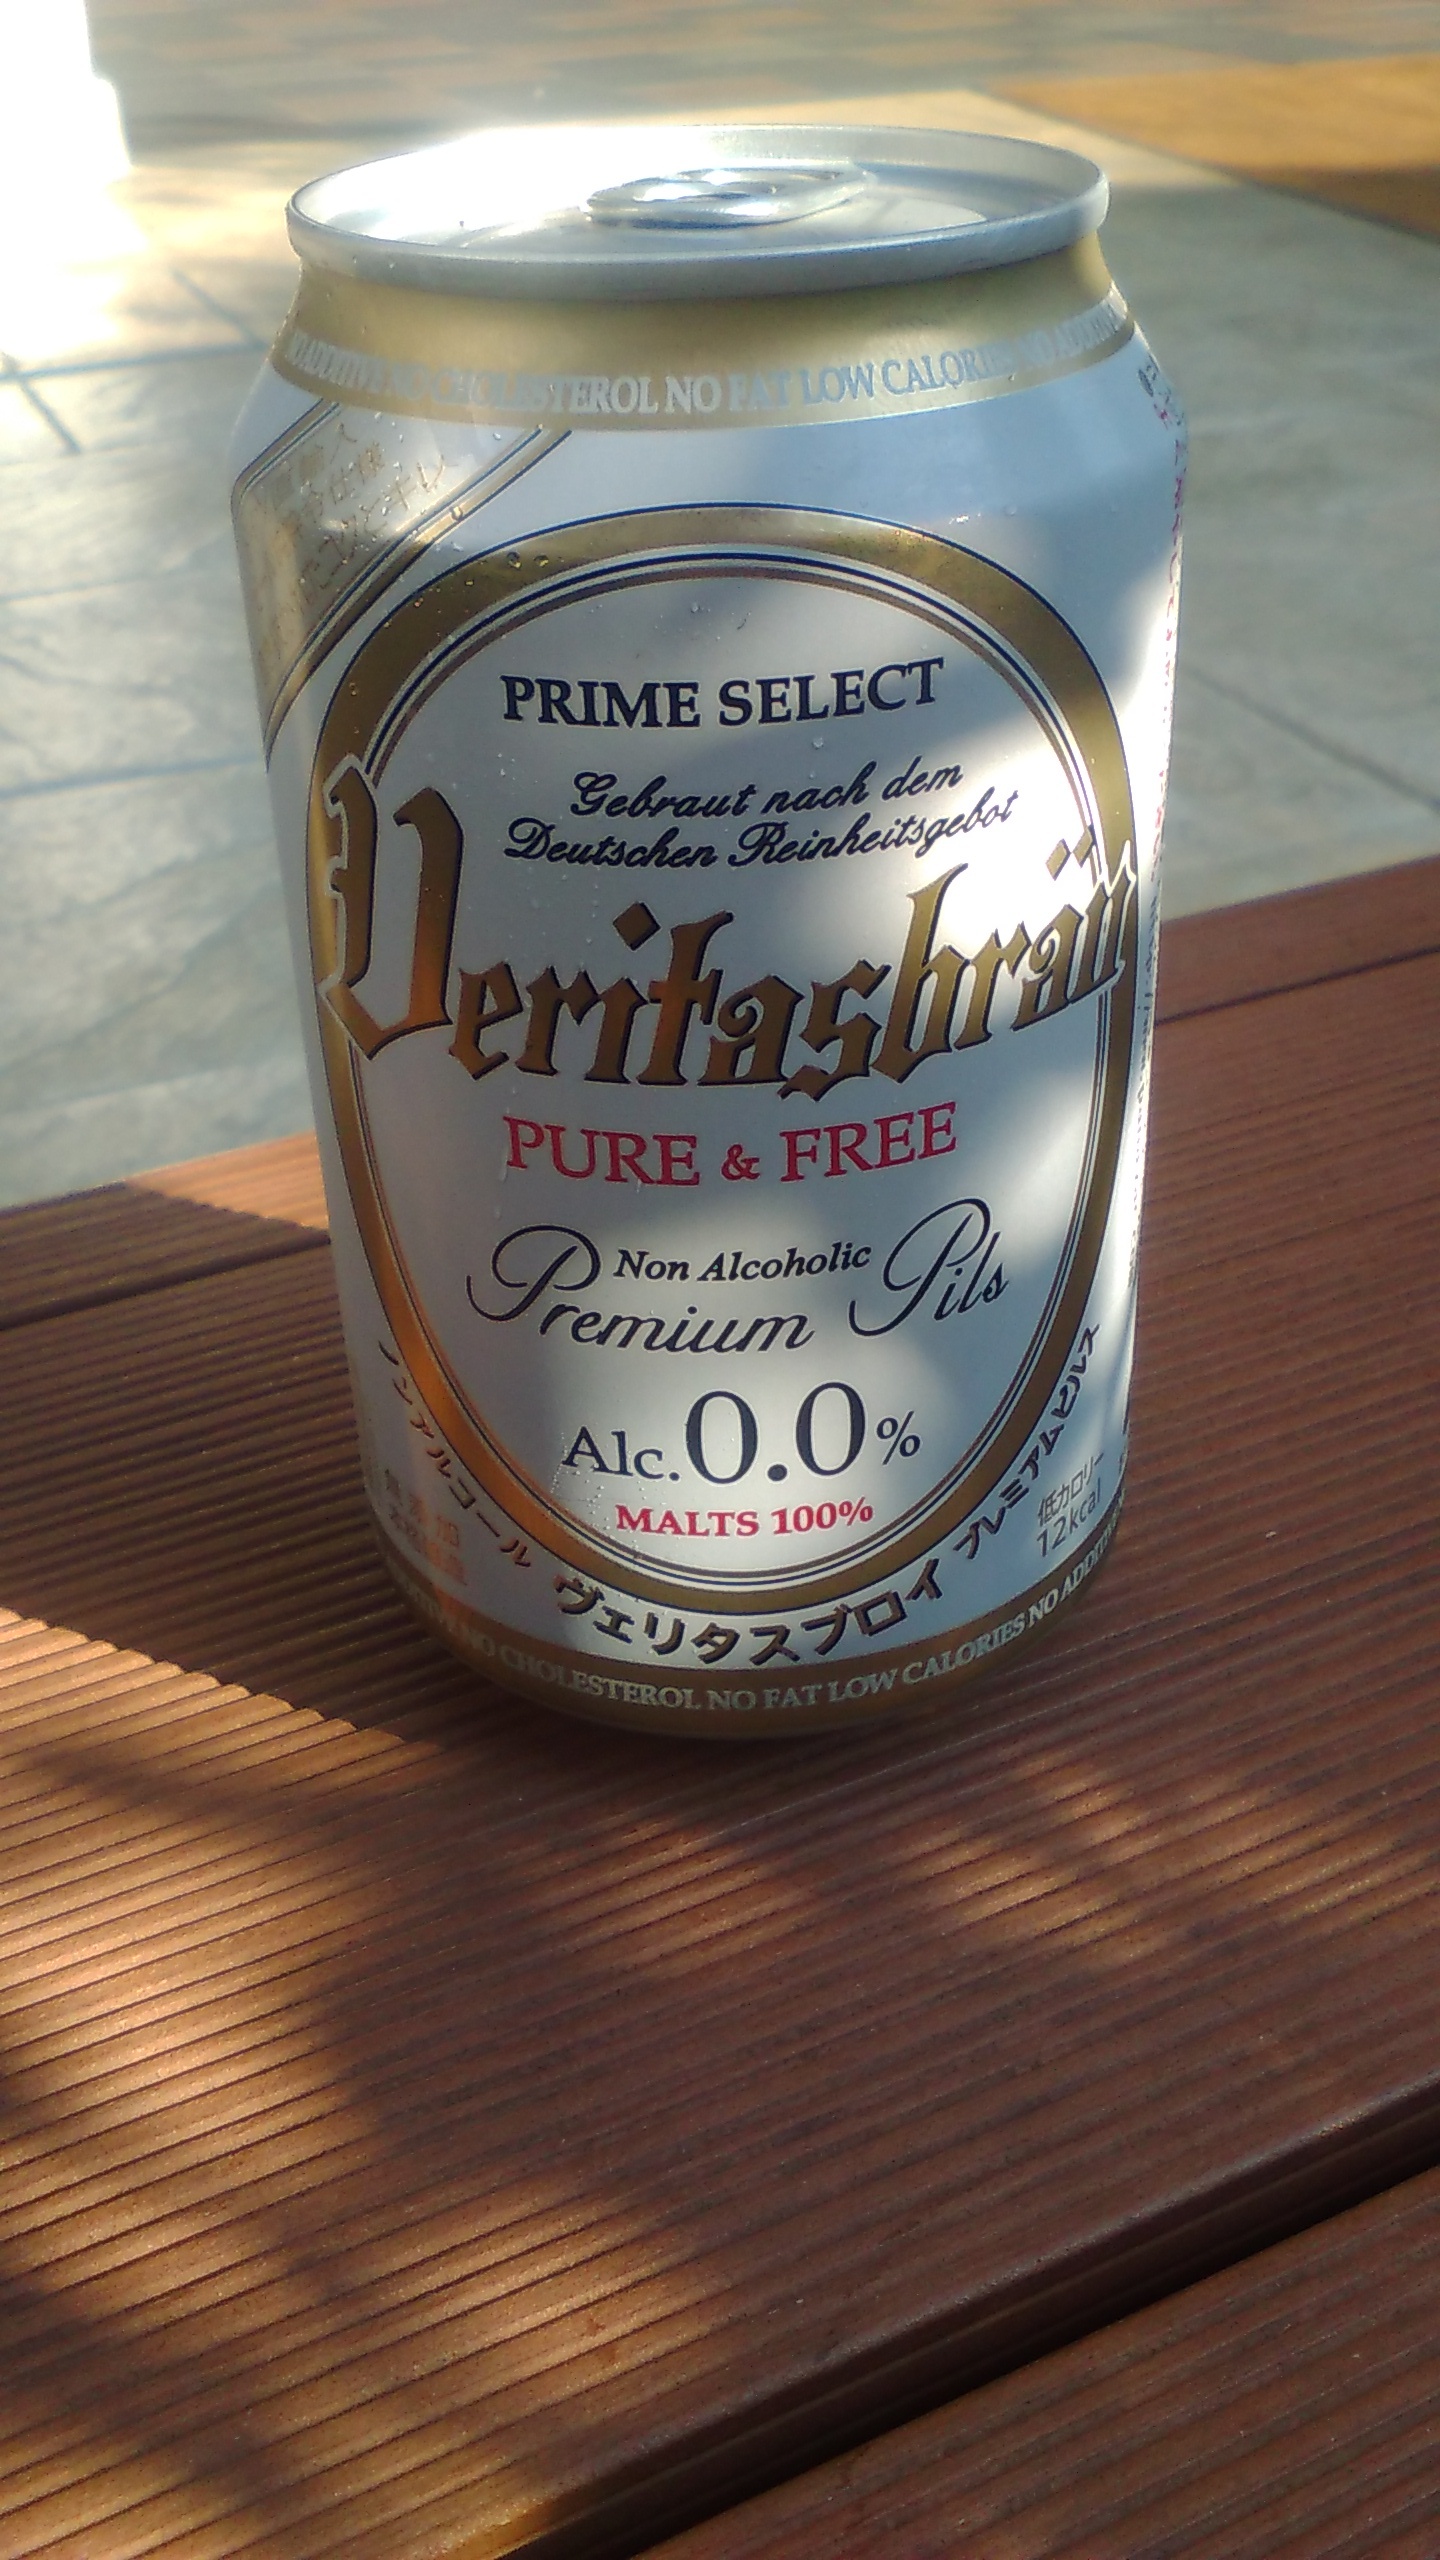 NO CHOLESTEROL NO FAT LOW CALORIES NO ADDITIVE
PRIME SELECT
Gebraut nach dem
Deutschen Reinheitsgebot
Veritasbräu
PURE & FREE
Non Alcoholic
Premium Pils
Alc. 0.0%
MALTS 100%
ノンアルコール ヴェリタスブロイ プレミアムピルス
低カロリー
12kcal
NO CHOLESTEROL NO FAT LOW CALORIES NO